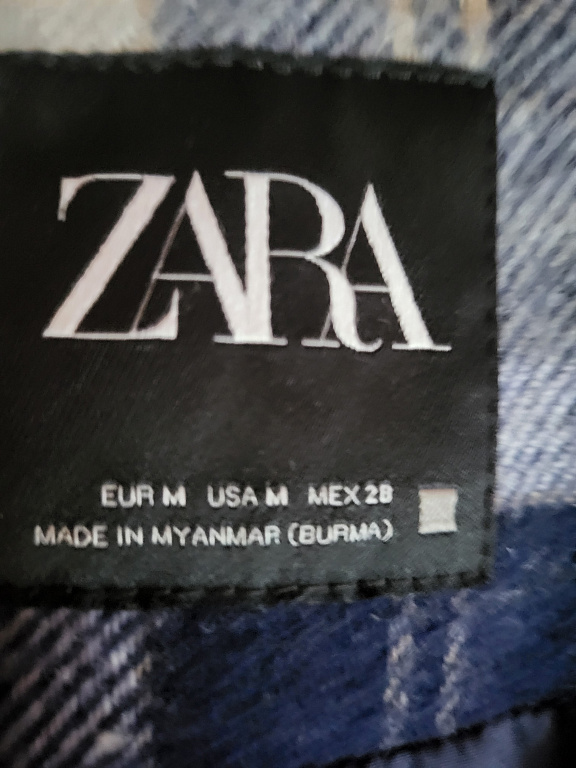 ZARA
EUR M USA M MEX 28
MADE IN MYANMAR (BURMA)